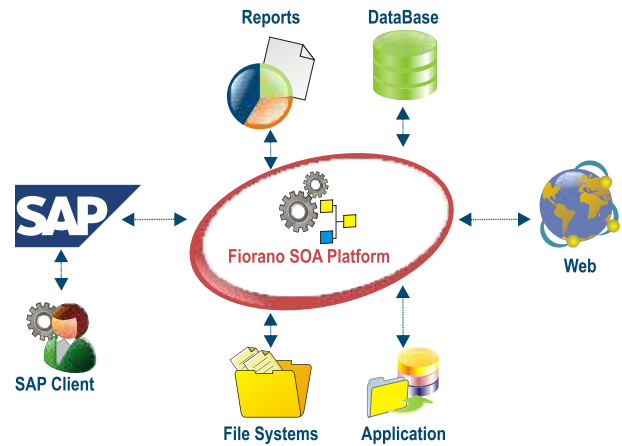 Reports
DataBase
SAP
Fiorano SOA Platform
Web
SAP Client
File Systems
Application